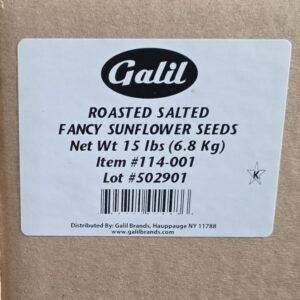 Galil
ROASTED SALTED
FANCY SUNFLOWER SEEDS
Net Wt 15 lbs (6.8 Kg)
Item #114-001
Lot #502901
K
Distributed By: Galil Brands, Hauppauge NY 11788
www.galilbrands.com